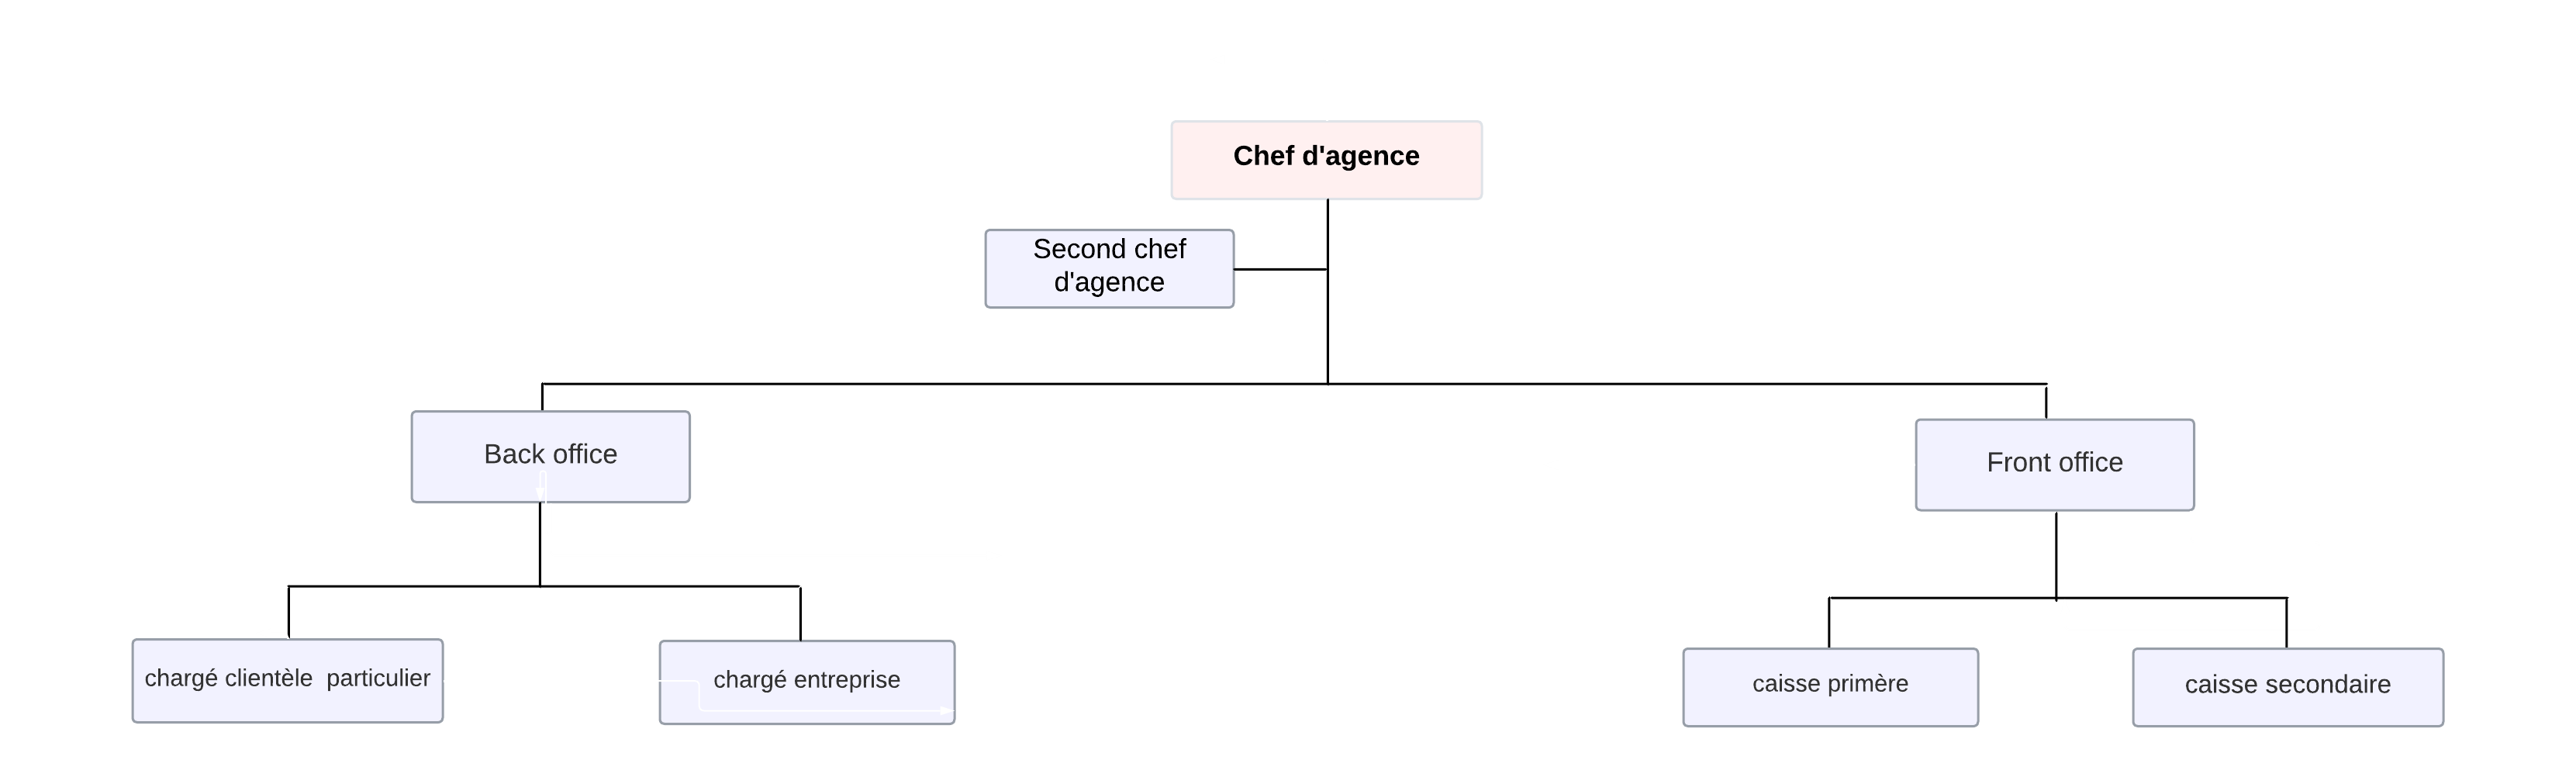 Chef d'agence
Second chef
d'agence
Back office
Front office
chargé clientèle  particulier
chargé entreprise
caisse primère
caisse secondaire